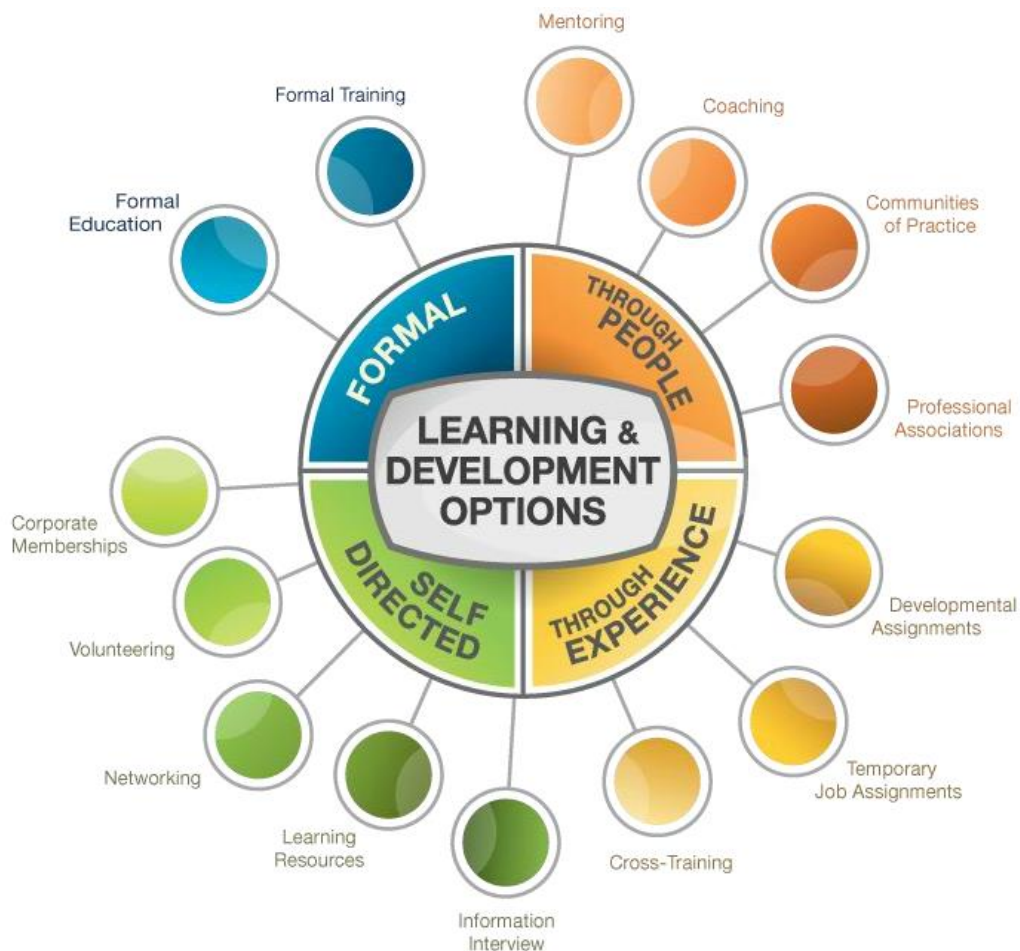 Mentoring
Formal Training
Coaching
Formal
Education
Communities
of Practice
FORMAL
THROUGH
PEOPLE
Professional
Associations
LEARNING &
DEVELOPMENT
OPTIONS
Corporate
Memberships
SELF
DIRECTED
THROUGH
EXPERIENCE
Developmental
Assignments
Volunteering
Networking
Temporary
Job Assignments
Learning
Resources
Cross-Training
Information
Interview